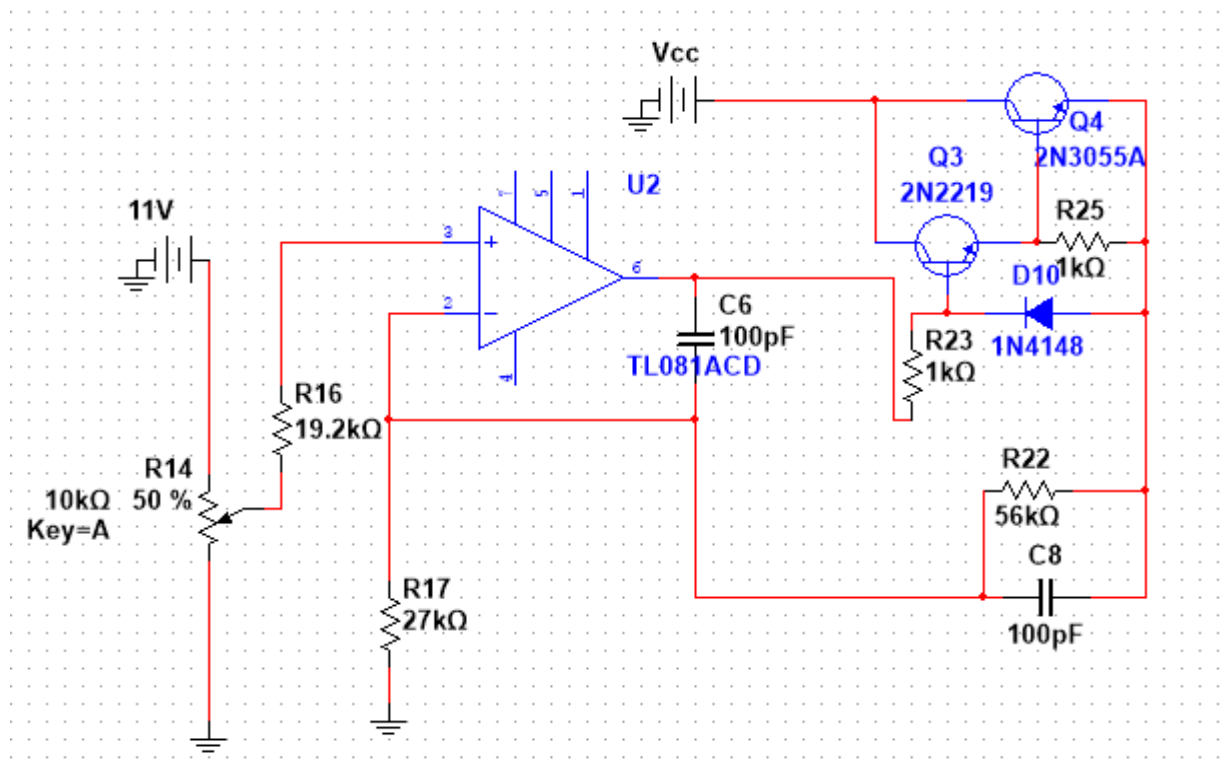 Vcc
Q4
2N3055A
Q3
2N2219
U2
11V
R25
1kΩ
7
5
1
3
+
6
D10
2
−
C6
100pF
1N4148
R23
1kΩ
TL081ACD
4
R16
19.2kΩ
R14
10kΩ
50 %
Key=A
R22
56kΩ
C8
R17
27kΩ
100pF